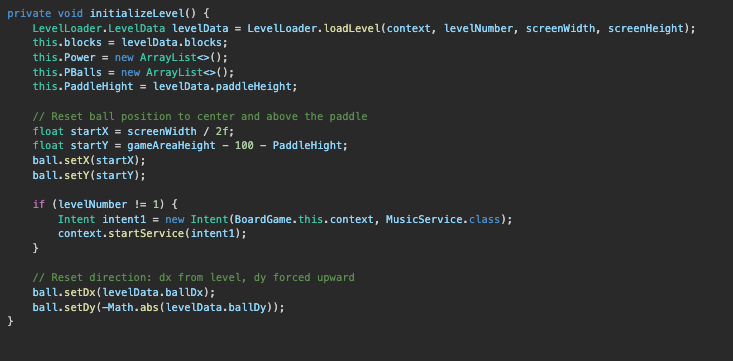 private void initializeLevel() {
    LevelLoader.LevelData levelData = LevelLoader.loadLevel(context, levelNumber, screenWidth, screenHeight);
    this.blocks = levelData.blocks;
    this.Power = new ArrayList<>();
    this.PBalls = new ArrayList<>();
    this.PaddleHight = levelData.paddleHeight;

    // Reset ball position to center and above the paddle
    float startX = screenWidth / 2f;
    float startY = gameAreaHeight - 100 - PaddleHight;
    ball.setX(startX);
    ball.setY(startY);

    if (levelNumber != 1) {
        Intent intent1 = new Intent(BoardGame.this.context, MusicService.class);
        context.startService(intent1);
    }

    // Reset direction: dx from level, dy forced upward
    ball.setDx(levelData.ballDx);
    ball.setDy(-Math.abs(levelData.ballDy));
}